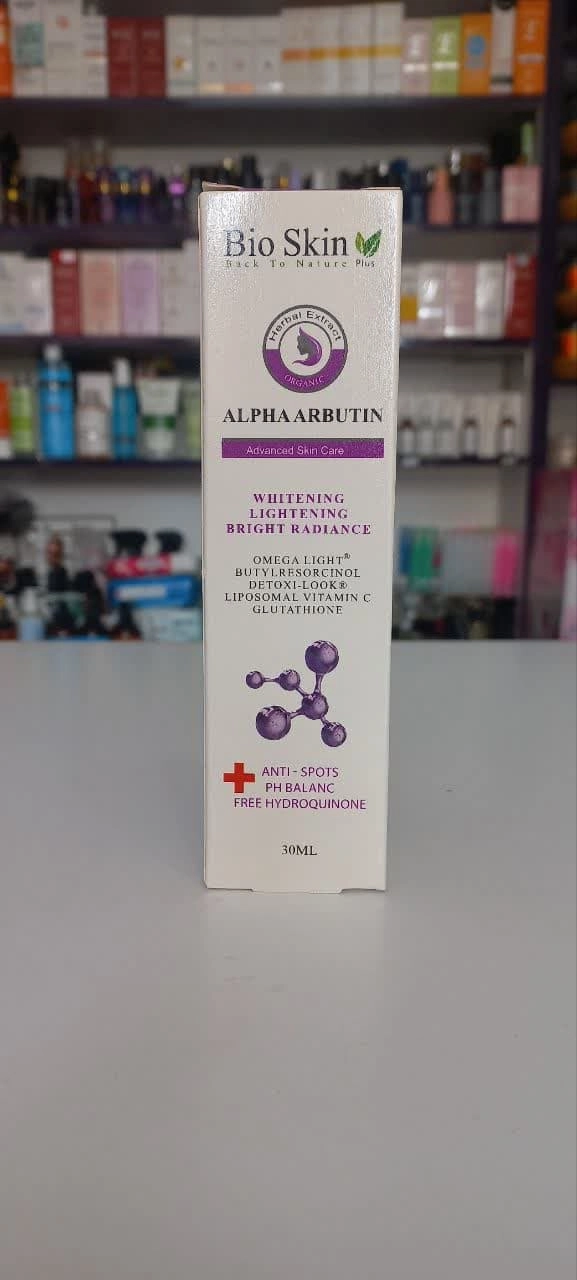 Bio Skin
Back To Nature Plus
Herbal Extract
ORGANIC
ALPHA ARBUTIN
Advanced Skin Care
WHITENING
LIGHTENING
BRIGHT RADIANCE
OMEGA LIGHT®
BUTYLRESORCINOL
DETOXI-LOOK®
LIPOSOMAL VITAMIN C
GLUTATHIONE
ANTI - SPOTS
PH BALANC
FREE HYDROQUINONE
30ML